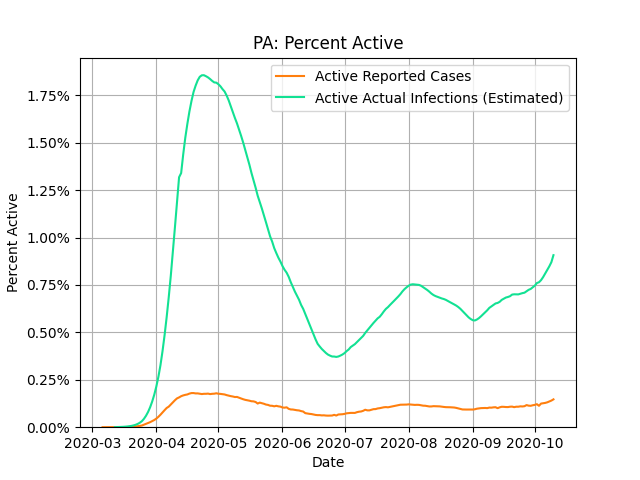 PA: Percent Active
Active Reported Cases
Active Actual Infections (Estimated)
Percent Active
1.75%
1.50%
1.25%
1.00%
0.75%
0.50%
0.25%
0.00%
2020-03 2020-04 2020-05 2020-06 2020-07 2020-08 2020-09 2020-10
Date